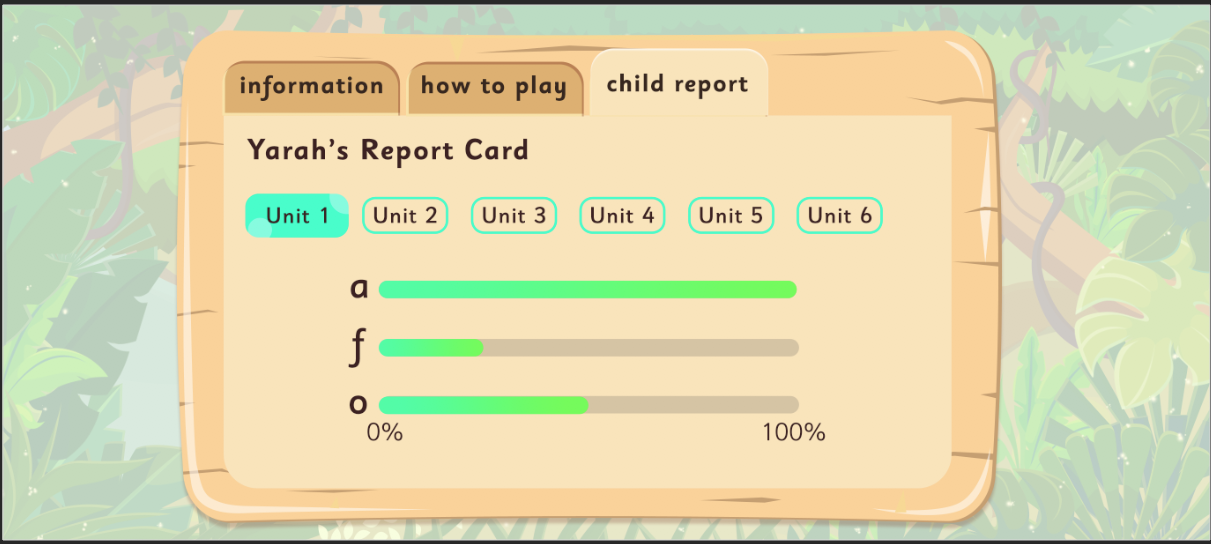 information how to play child report
Yarah's Report Card
Unit 1 Unit 2 Unit 3 Unit 4 Unit 5 Unit 6
a
f
o
0% 100%